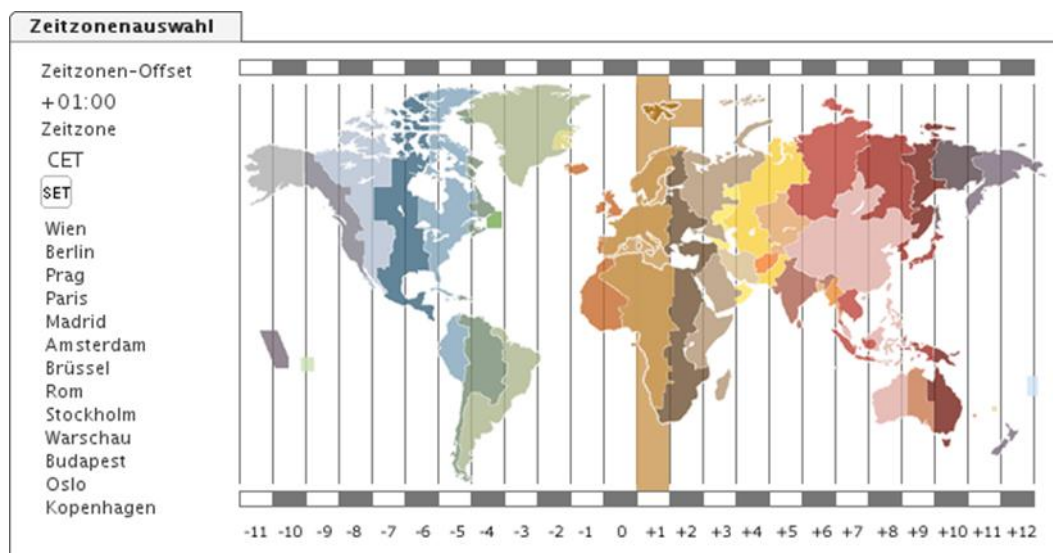 Zeitzonenauswahl
Zeitzonen-Offset
+01:00
Zeitzone
CET
SET
Wien
Berlin
Prag
Paris
Madrid
Amsterdam
Brüssel
Rom
Stockholm
Warschau
Budapest
Oslo
Kopenhagen
-11 -10 -9 -8 -7 -6 -5 -4 -3 -2 -1 0 +1 +2 +3 +4 +5 +6 +7 +8 +9 +10 +11 +12